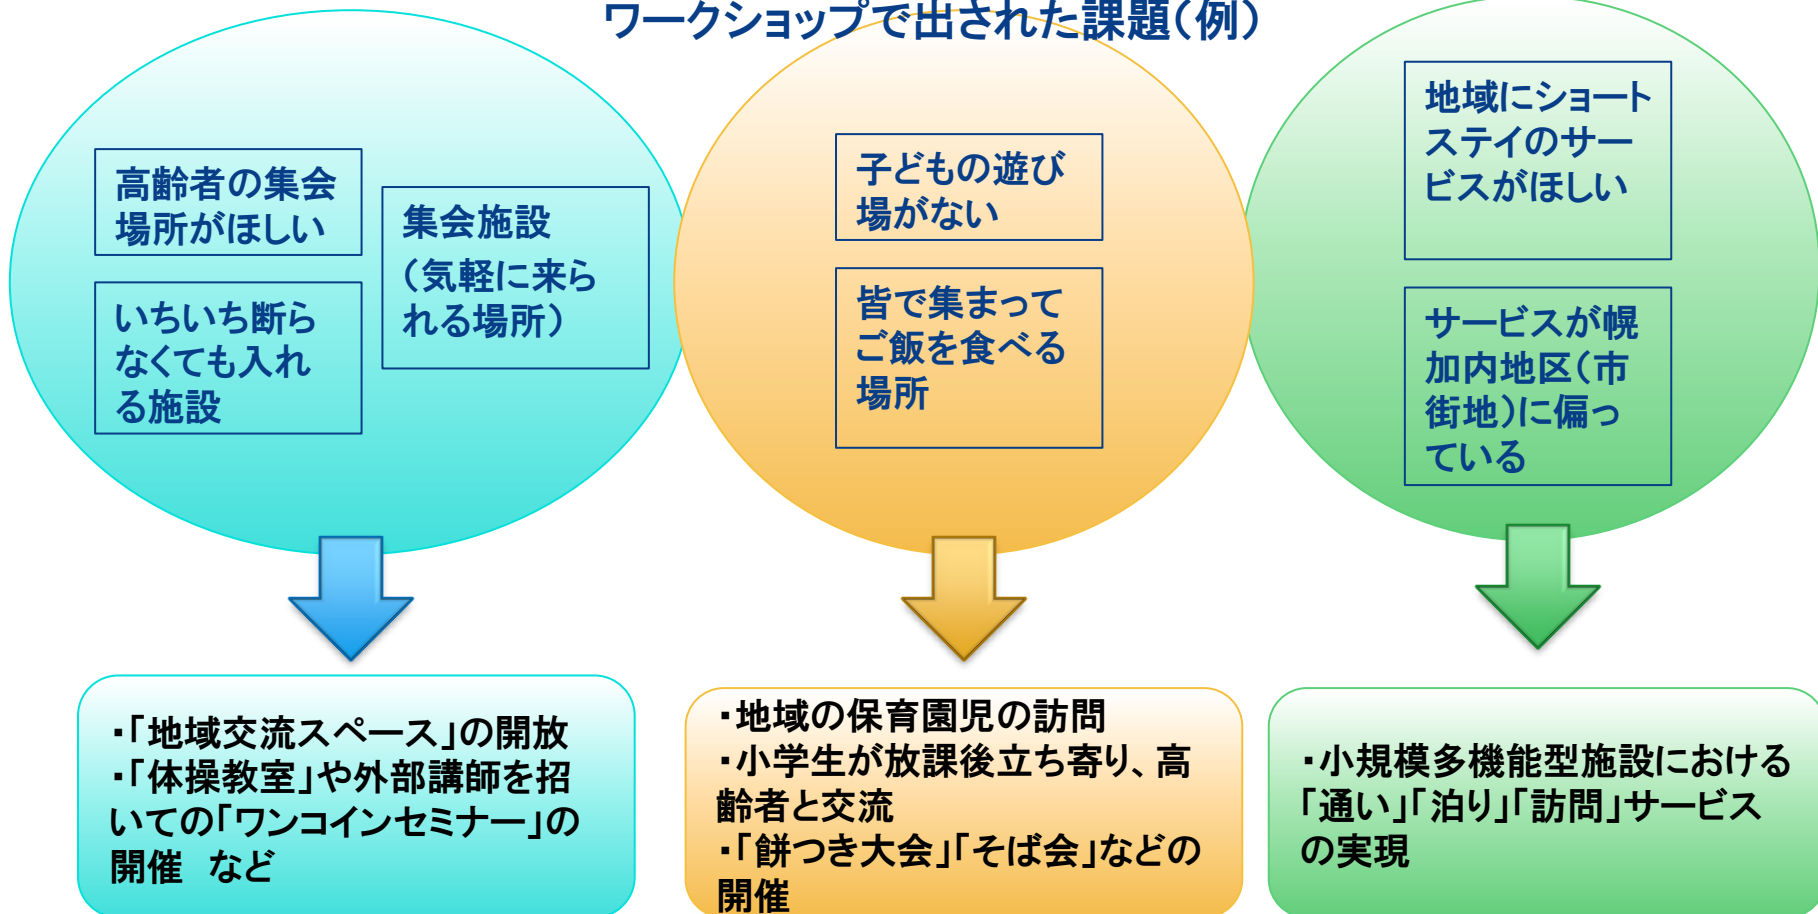 ワークショップで出された課題(例)
高齢者の集会
場所がほしい
いちいち断ら
なくても入れ
る施設
集会施設
(気軽に来ら
れる場所)
子どもの遊び
場がない
皆で集まって
ご飯を食べる
場所
地域にショート
ステイのサー
ビスがほしい
サービスが幌
加内地区(市
街地)に偏っ
ている
・「地域交流スペース」の開放
・「体操教室」や外部講師を招
いての「ワンコインセミナー」の
開催 など
・地域の保育園児の訪問
・小学生が放課後立ち寄り、高
齢者と交流
・「餅つき大会」「そば会」などの
開催
・小規模多機能型施設における
「通い」「泊り」「訪問」サービス
の実現